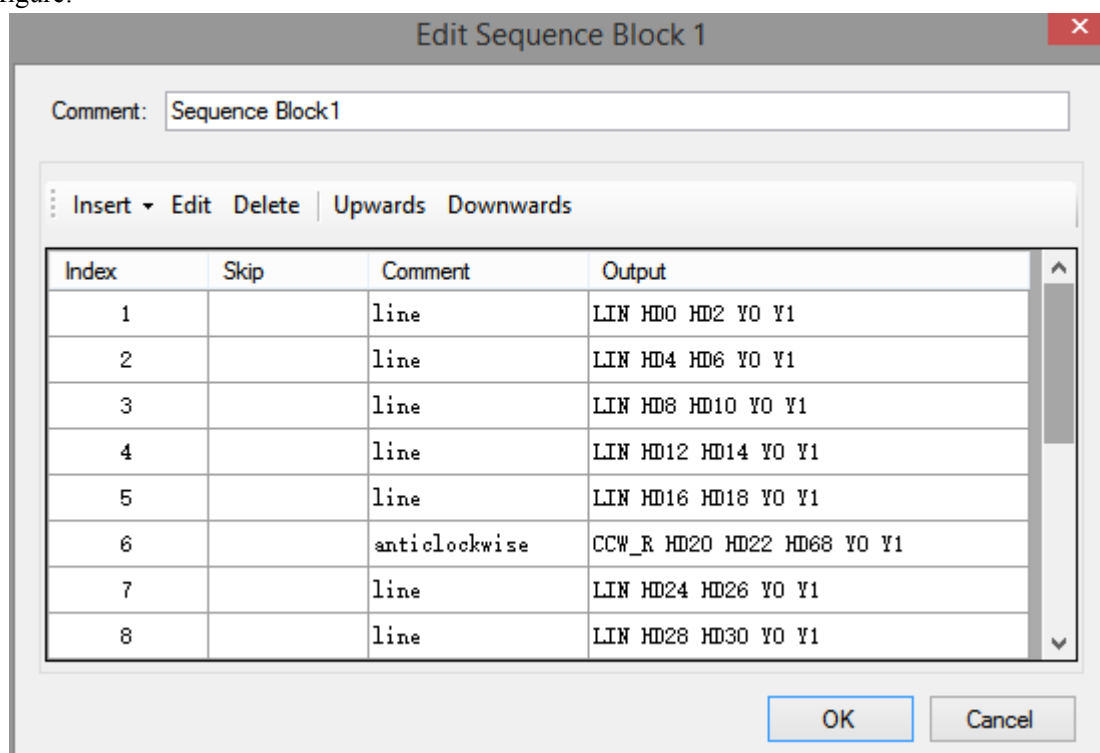 figure.
Edit Sequence Block 1
Comment: Sequence Block1
Insert Edit Delete Upwards Downwards
Index Skip Comment Output
1 line LIN HD0 HD2 Y0 Y1
2 line LIN HD4 HD6 Y0 Y1
3 line LIN HD8 HD10 Y0 Y1
4 line LIN HD12 HD14 Y0 Y1
5 line LIN HD16 HD18 Y0 Y1
6 anticlockwise CCW_R HD20 HD22 HD68 Y0 Y1
7 line LIN HD24 HD26 Y0 Y1
8 line LIN HD28 HD30 Y0 Y1
OK Cancel